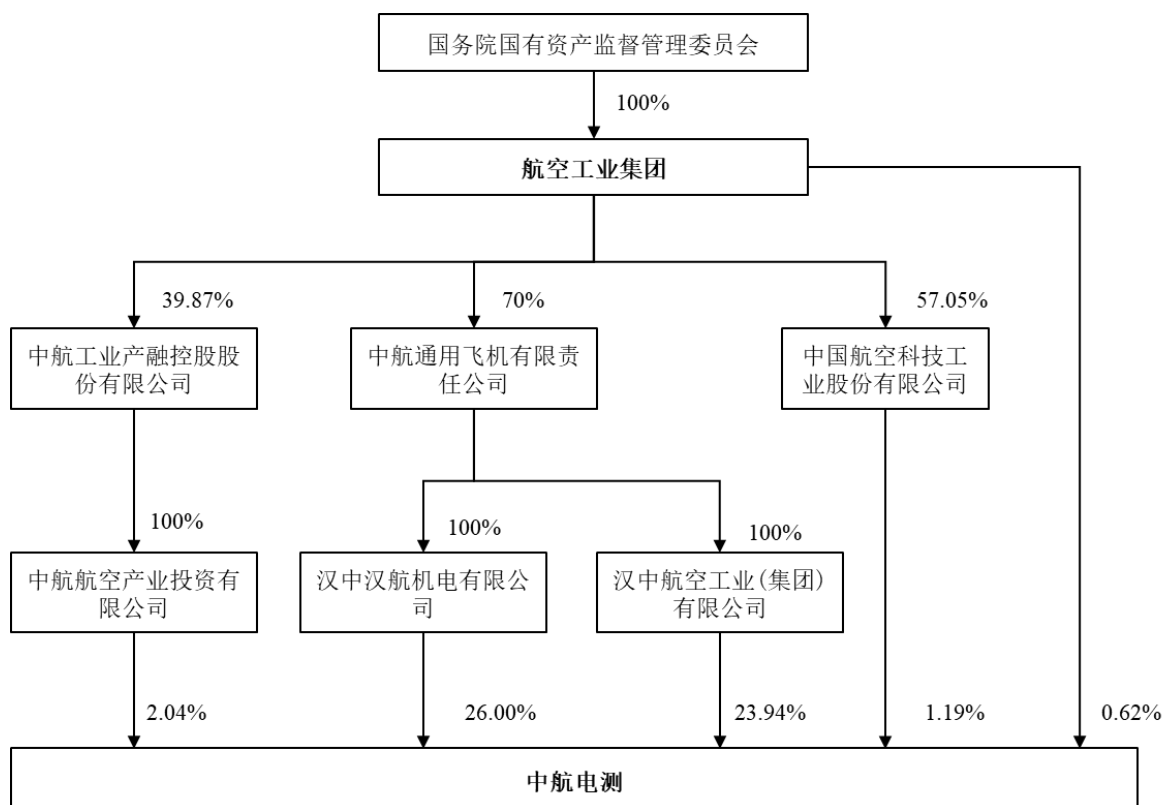 国务院国有资产监督管理委员会
100%
航空工业集团
39.87%
70%
57.05%
中航工业产融控股股
份有限公司
中航通用飞机有限责
任公司
中国航空科技工
业股份有限公司
100%
100%
100%
中航航空产业投资有
限公司
汉中汉航机电有限公
司
汉中航空工业(集团)
有限公司
2.04%
26.00%
23.94%
1.19%
0.62%
中航电测